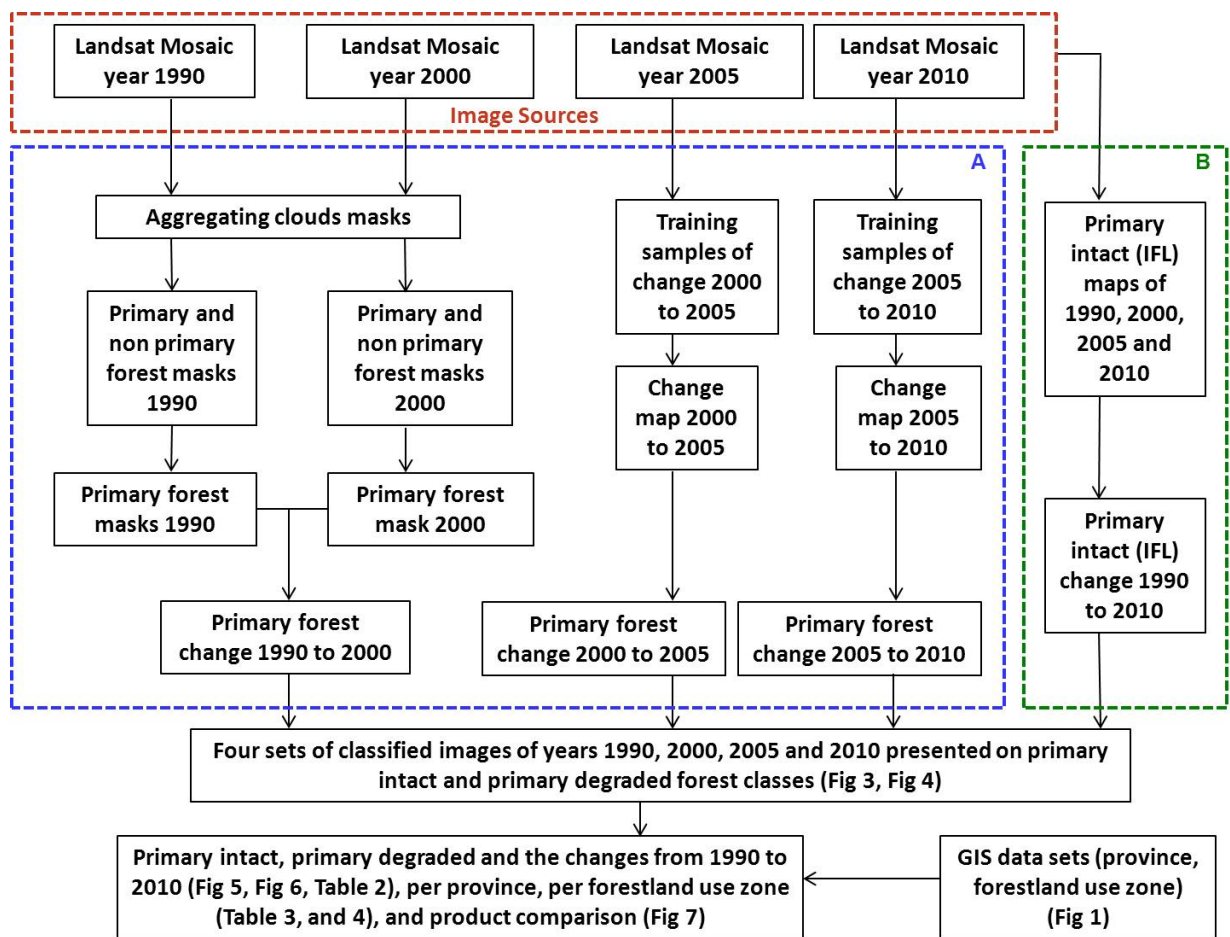 Landsat Mosaic
year 1990
Landsat Mosaic
year 2000
Landsat Mosaic
year 2005
Landsat Mosaic
year 2010
Image Sources
A
B
Aggregating clouds masks
Training
samples of
change 2000
to 2005
Training
samples of
change 2005
to 2010
Primary
intact (IFL)
maps of
1990, 2000,
2005 and
2010
Primary and
non primary
forest masks
1990
Primary and
non primary
forest masks
2000
Change
map 2000
to 2005
Change
map 2005
to 2010
Primary forest
masks 1990
Primary forest
mask 2000
Primary
intact (IFL)
change 1990
to 2010
Primary forest
change 1990 to 2000
Primary forest
change 2000 to 2005
Primary forest
change 2005 to 2010
Four sets of classified images of years 1990, 2000, 2005 and 2010 presented on primary
intact and primary degraded forest classes (Fig 3, Fig 4)
Primary intact, primary degraded and the changes from 1990 to
2010 (Fig 5, Fig 6, Table 2), per province, per forestland use zone
(Table 3, and 4), and product comparison (Fig 7)
GIS data sets (province,
forestland use zone)
(Fig 1)